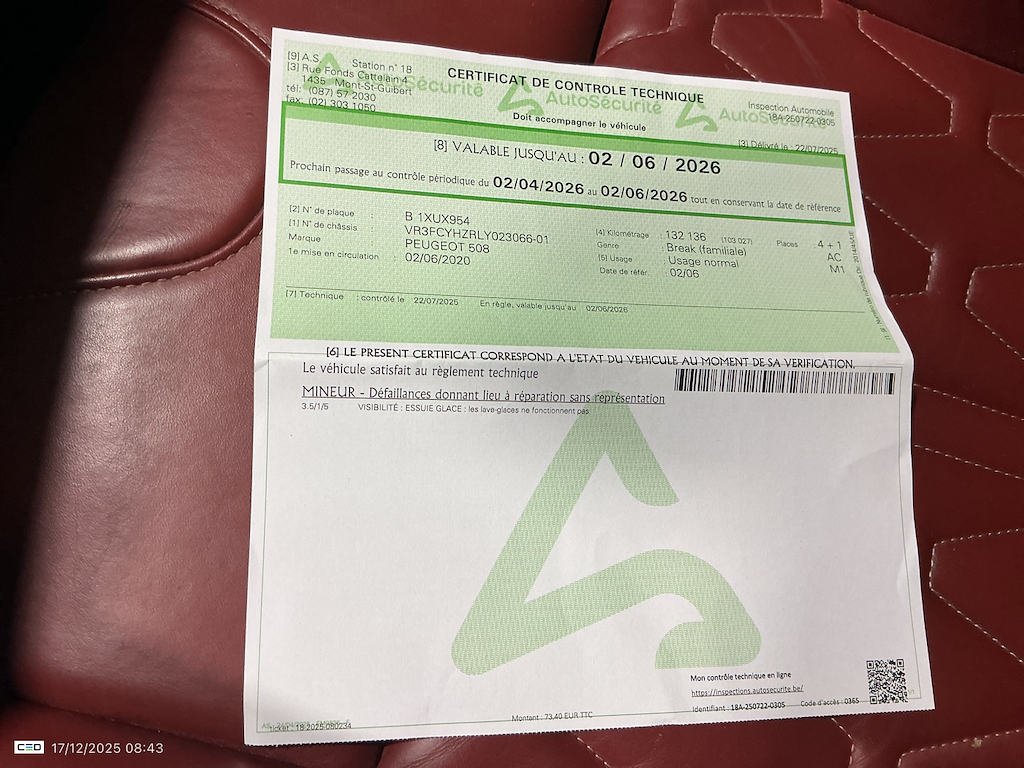 [9] A.S. Station n° 18
[3] Rue Fonds Cattelain 4
1435 Mont-St-Guibert
tél: (087) 57 2030
fax. (02) 303 1050
AutoSécurité
CERTIFICAT DE CONTROLE TECHNIQUE
AutoSécurité
Doit accompagner le véhicule
AutoSécurité
Inspection Automobile
18A-250722-0305
[3] Délivré le : 22/07/2025
[8] VALABLE JUSQU'AU : 02 / 06 / 2026
Prochain passage au contrôle périodique du 02/04/2026 au 02/06/2026 tout en conservant la date de référence
[2] N° de plaque : B 1XUX954
[1] N° de châssis : VR3FCYHZRLY023066-01
Marque : PEUGEOT 508
1e mise en circulation : 02/06/2020
[4] Kilométrage : 132 136 (103 027) Places : 4 + 1
Genre : Break (familiale) AC
[5] Usage : Usage normal M1
Date de référ. : 02/06
[7] Technique : contrôlé le 22/07/2025 En règle, valable jusqu'au 02/06/2026
[6] LE PRESENT CERTIFICAT CORRESPOND A L'ETAT DU VEHICULE AU MOMENT DE SA VERIFICATION.
Le véhicule satisfait au règlement technique
MINEUR - Défaillances donnant lieu à réparation sans représentation
3.5/1/5 VISIBILITÉ : ESSUIE GLACE : les lave-glaces ne fonctionnent pas
Mon contrôle technique en ligne
https://inspections.autosecurite.be/
Identifiant : 18A-250722-0305 Code d'accès : 0365
Montant : 73,40 EUR TTC
Ticket : 18-2025-080234
CEO 17/12/2025 08:43